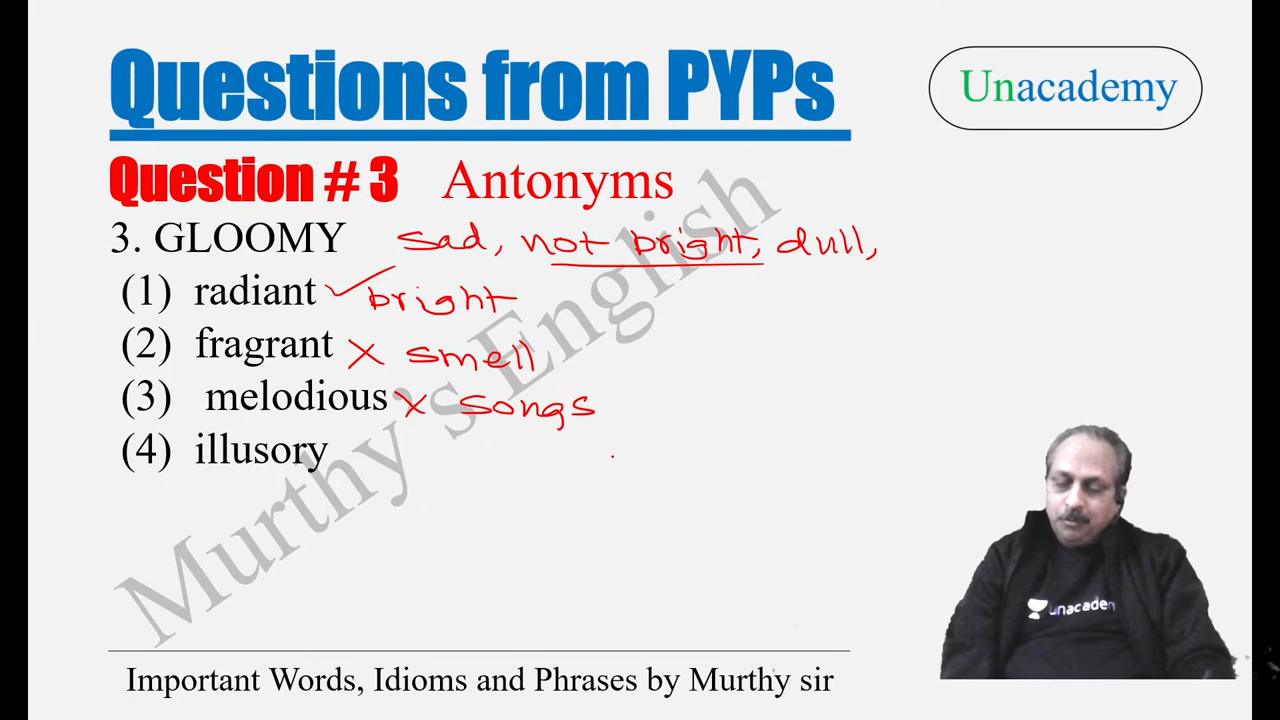 Questions from PYPs
Unacademy
Question # 3 Antonyms
3. GLOOMY sad, not bright, dull,
(1) radiant ✓ bright
(2) fragrant × smell
(3) melodious × songs
(4) illusory
Murthy's English
unacadem
Important Words, Idioms and Phrases by Murthy sir